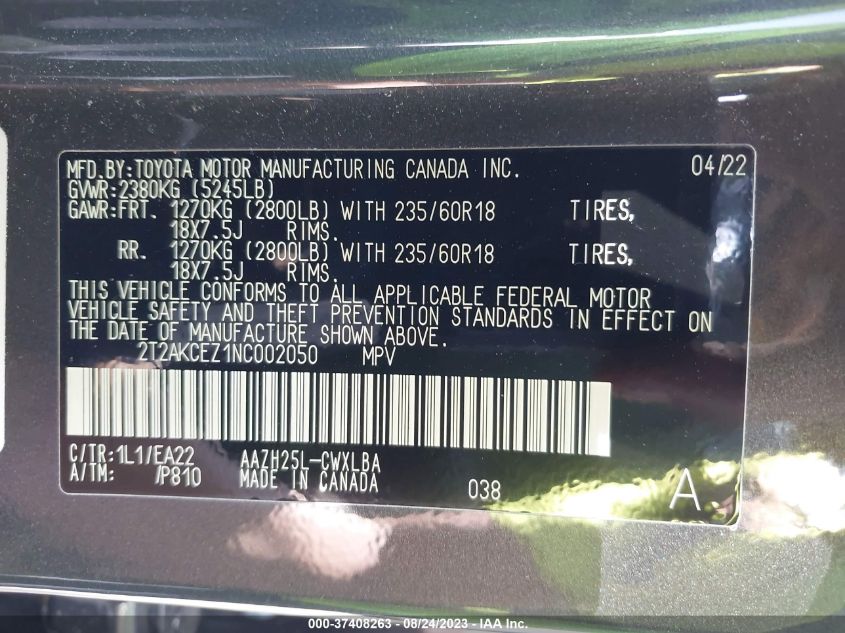 MFD.BY:TOYOTA MOTOR MANUFACTURING CANADA INC. 04/22
GVWR:2380KG (5245LB)
GAWR:FRT. 1270KG (2800LB) WITH 235/60R18 TIRES,
18X7.5J RIMS.
RR. 1270KG (2800LB) WITH 235/60R18 TIRES,
18X7.5J RIMS.
THIS VEHICLE CONFORMS TO ALL APPLICABLE FEDERAL MOTOR
VEHICLE SAFETY AND THEFT PREVENTION STANDARDS IN EFFECT ON
THE DATE OF MANUFACTURE SHOWN ABOVE.
2T2AKCEZ1NC002050 MPV
C/TR:1L1/EA22 AAZH25L-CWXLBA
A/TM: /P810 MADE IN CANADA
038 A
000-37408263 - 08/24/2023 - IAA Inc.